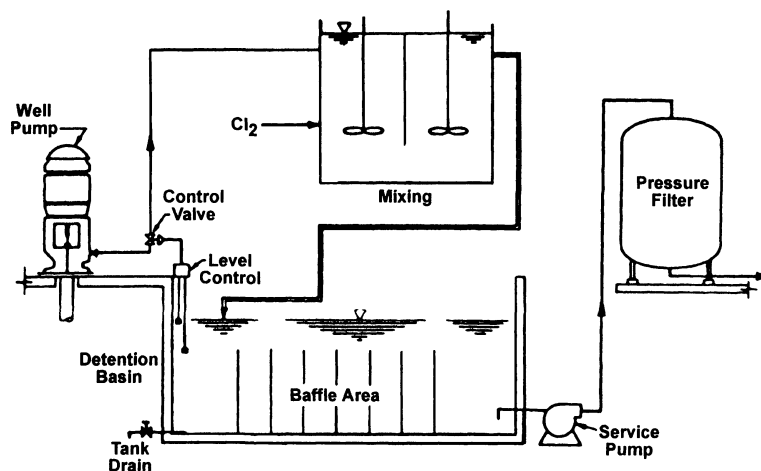 Well
Pump
Cl2
Mixing
Control
Valve
Level
Control
Pressure
Filter
Detention
Basin
Baffle Area
Tank
Drain
Service
Pump